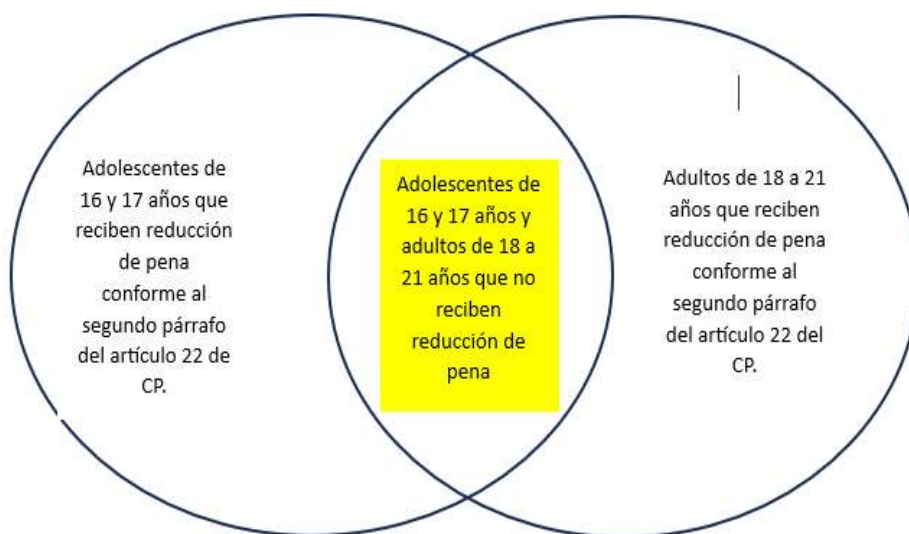 Adolescentes de
16 y 17 años que
reciben reducción
de pena
conforme al
segundo párrafo
del artículo 22 de
CP.
Adolescentes de
16 y 17 años y
adultos de 18 a
21 años que no
reciben
reducción de
pena
Adultos de 18 a 21
años que reciben
reducción de pena
conforme al
segundo párrafo
del artículo 22 del
CP.